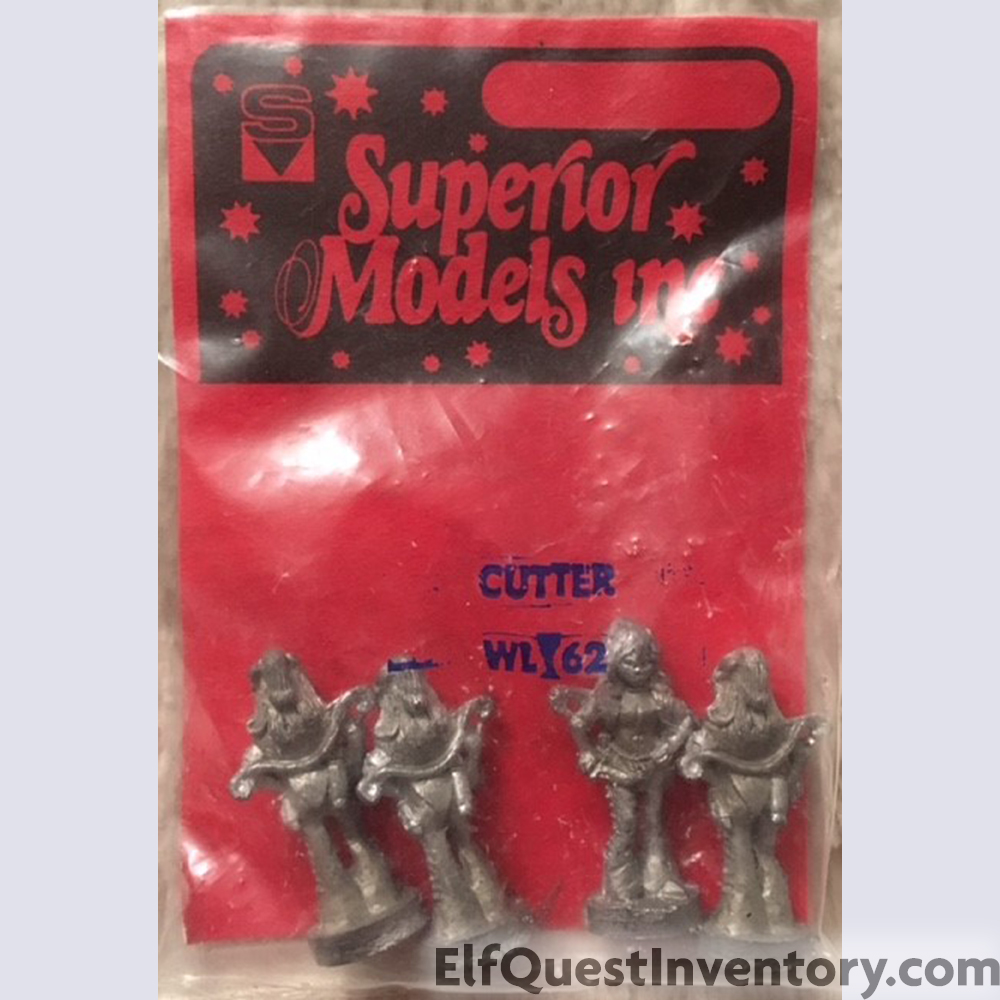 S
Superior
Models inc
CUTTER
WL 62
ElfQuestInventory.com